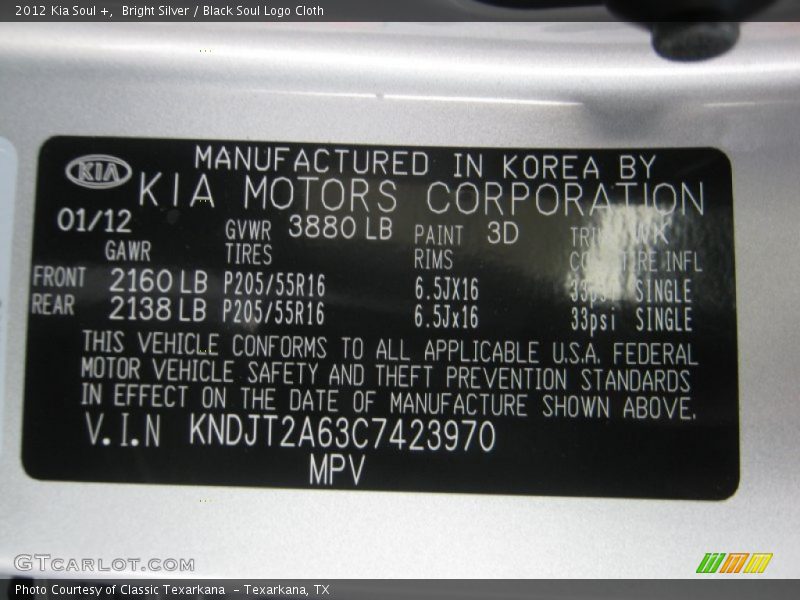 2012 Kia Soul +,  Bright Silver / Black Soul Logo Cloth
MANUFACTURED IN KOREA BY
KIA KIA MOTORS CORPORATION
01/12 GVWR 3880 LB PAINT 3D
GAWR TIRES RIMS TIRE INFL
FRONT 2160 LB P205/55R16 6.5JX16 33psi SINGLE
REAR 2138 LB P205/55R16 6.5Jx16 33psi SINGLE
THIS VEHICLE CONFORMS TO ALL APPLICABLE U.S.A. FEDERAL
MOTOR VEHICLE SAFETY AND THEFT PREVENTION STANDARDS
IN EFFECT ON THE DATE OF MANUFACTURE SHOWN ABOVE.
V.I.N KNDJT2A63C7423970
MPV
GTCARLOT.COM
Photo Courtesy of Classic Texarkana  - Texarkana, TX